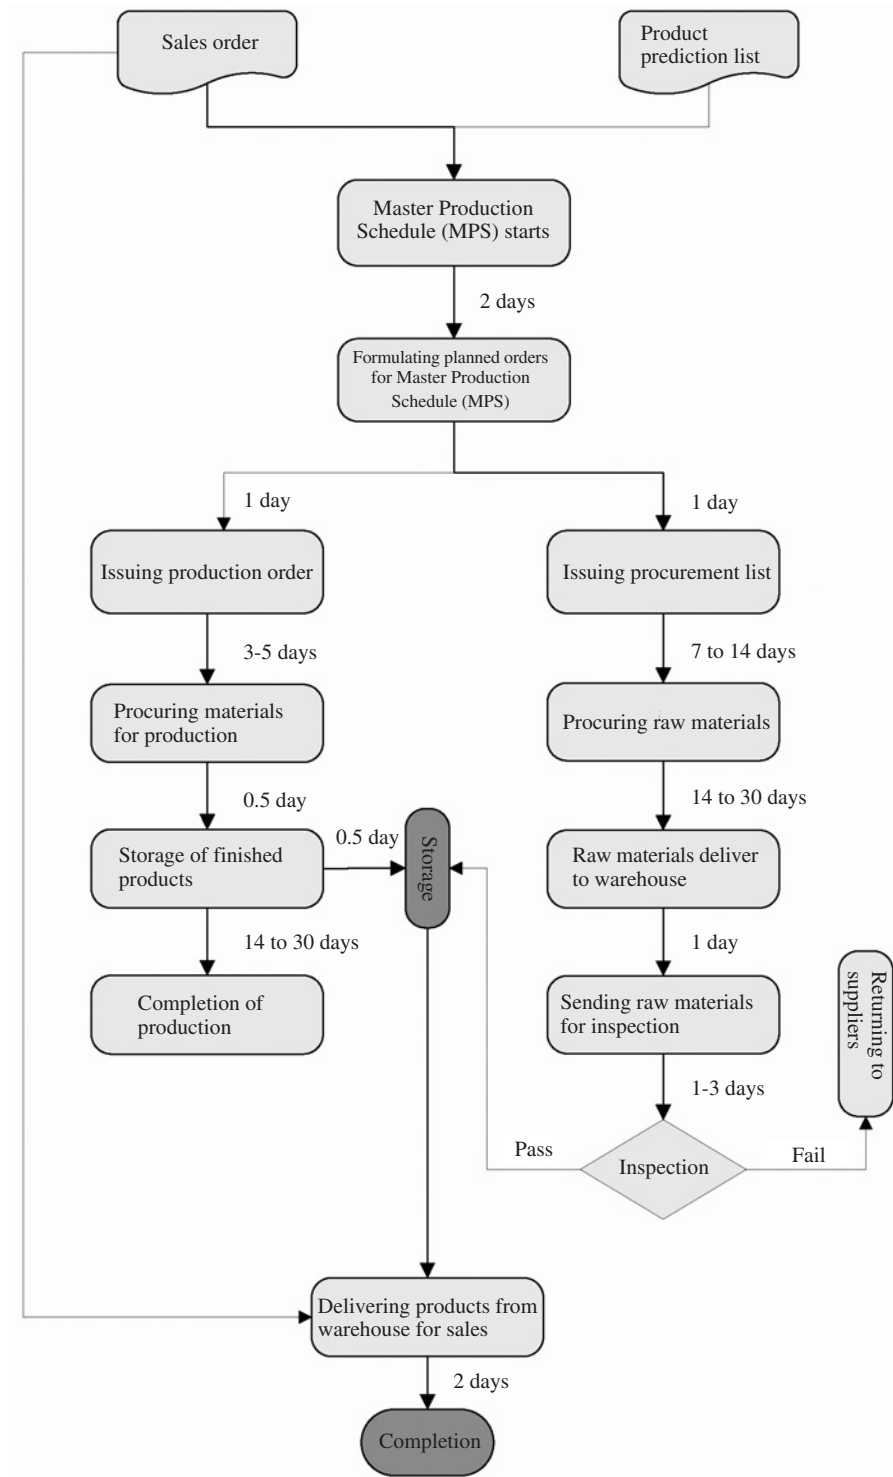 Sales order
Product
prediction list
Master Production
Schedule (MPS) starts
2 days
Formulating planned orders
for Master Production
Schedule (MPS)
1 day
1 day
Issuing production order
Issuing procurement list
3-5 days
7 to 14 days
Procuring materials
for production
Procuring raw materials
0.5 day
14 to 30 days
Storage of finished
products
0.5 day
Storage
Raw materials deliver
to warehouse
14 to 30 days
1 day
Completion of
production
Sending raw materials
for inspection
Returning to
suppliers
1-3 days
Pass
Inspection
Fail
Delivering products from
warehouse for sales
2 days
Completion